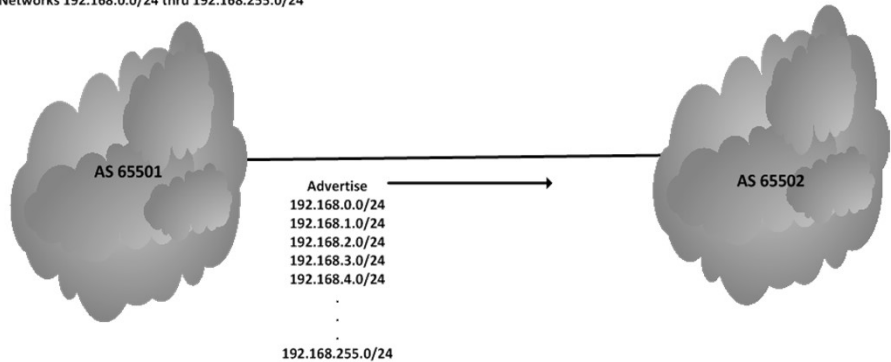 Networks 192.168.0.0/24 thru 192.168.255.0/24
AS 65501
AS 65502
Advertise
192.168.0.0/24
192.168.1.0/24
192.168.2.0/24
192.168.3.0/24
192.168.4.0/24
.
.
.
192.168.255.0/24